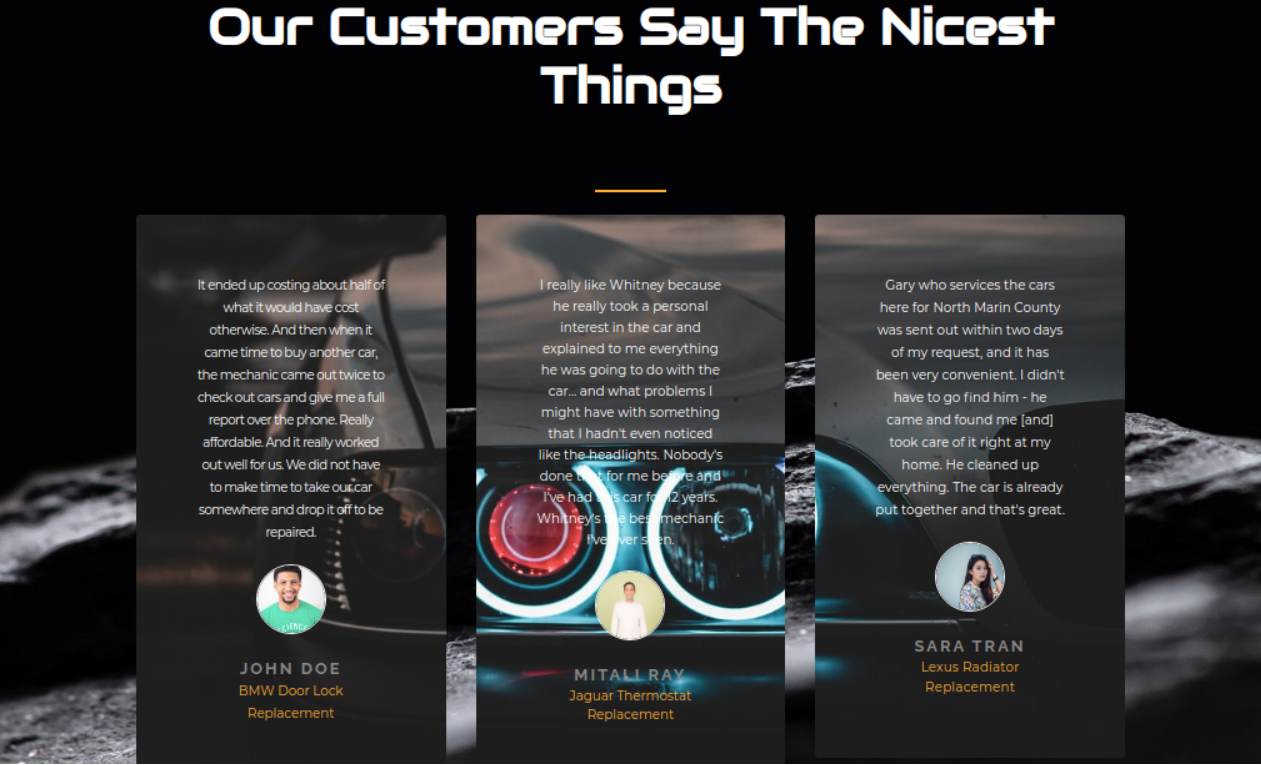 Our Customers Say The Nicest
Things
It ended up costing about half of
what it would have cost
otherwise. And then when it
came time to buy another car,
the mechanic came out twice to
check out cars and give me a full
report over the phone. Really
affordable. And it really worked
out well for us. We did not have
to make time to take our car
somewhere and drop it off to be
repaired.
JOHN DOE
BMW Door Lock
Replacement
I really like Whitney because
he really took a personal
interest in the car and
explained to me everything
he was going to do with the
car... and what problems I
might have with something
that I hadn't even noticed
like the headlights. Nobody's
done that for me before and
I've had this car for 12 years.
Whitney's the best mechanic
I've ever seen.
MITALI RAY
Jaguar Thermostat
Replacement
Gary who services the cars
here for North Marin County
was sent out within two days
of my request, and it has
been very convenient. I didn't
have to go find him - he
came and found me [and]
took care of it right at my
home. He cleaned up
everything. The car is already
put together and that's great.
SARA TRAN
Lexus Radiator
Replacement